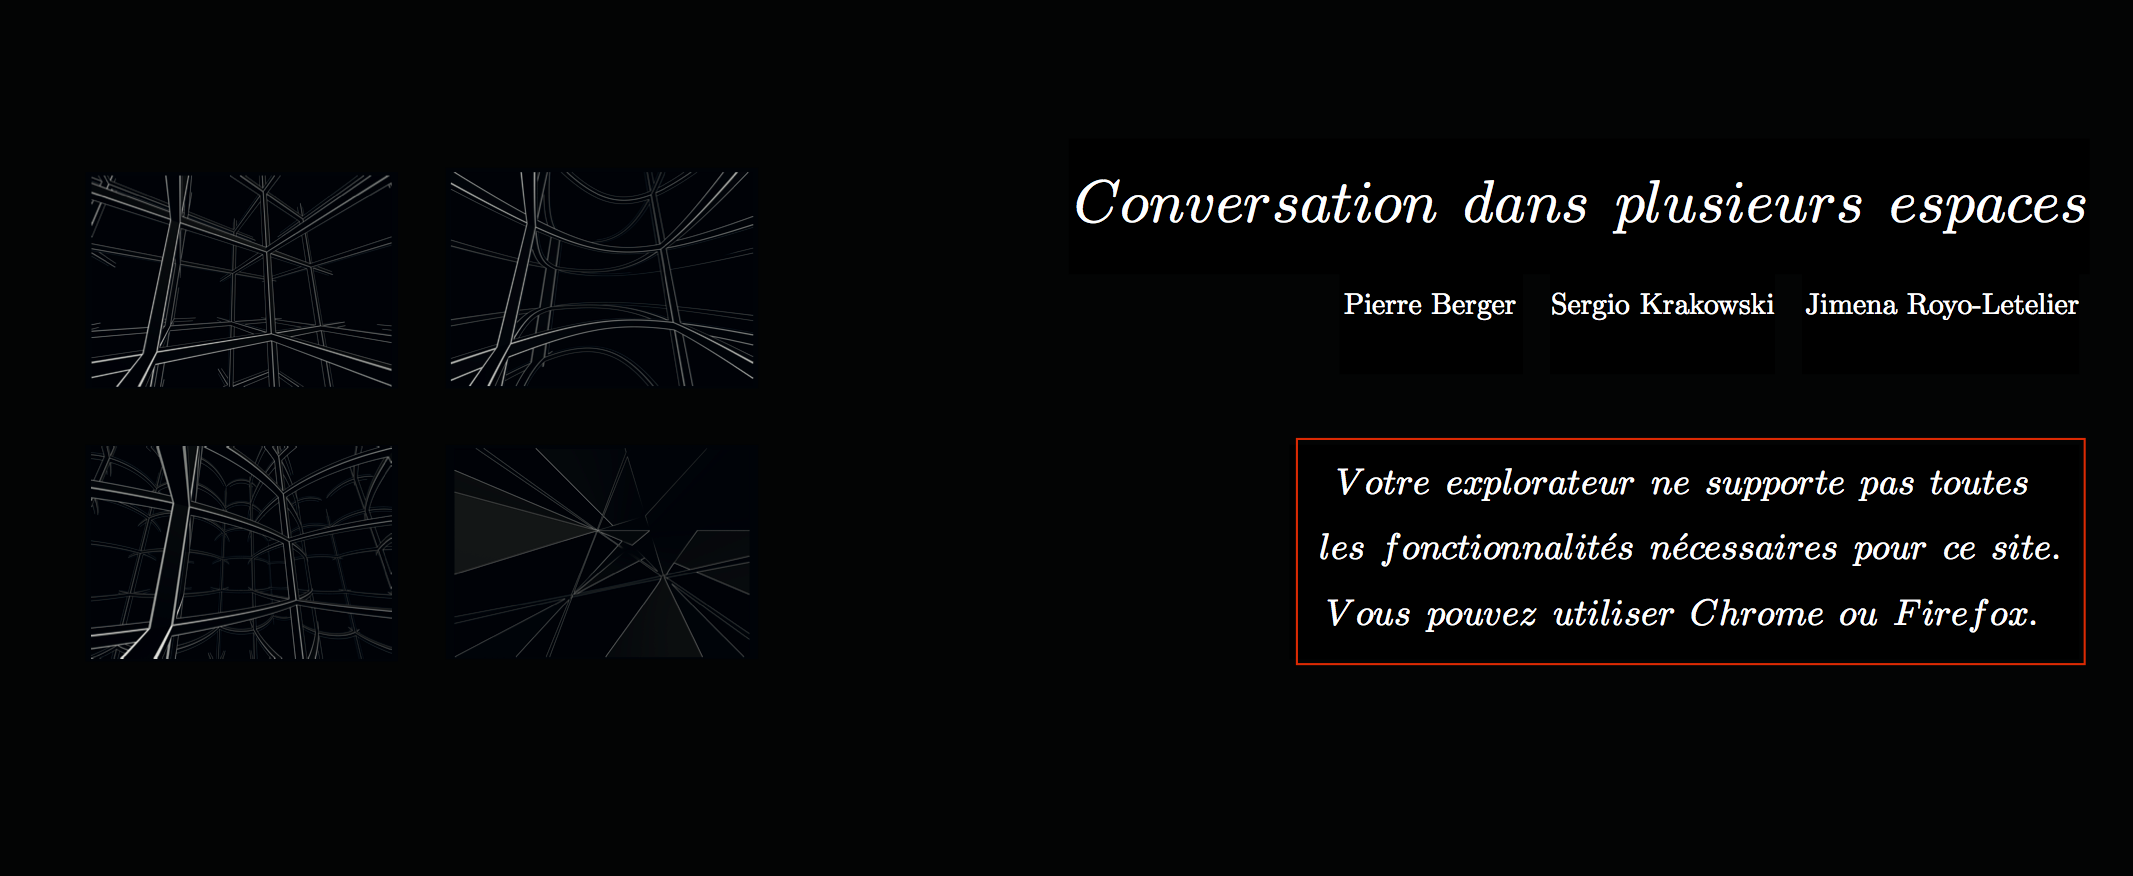 Conversation dans plusieurs espaces
Pierre Berger Sergio Krakowski Jimena Royo-Letelier
Votre explorateur ne supporte pas toutes
les fonctionnalités nécessaires pour ce site.
Vous pouvez utiliser Chrome ou Firefox.